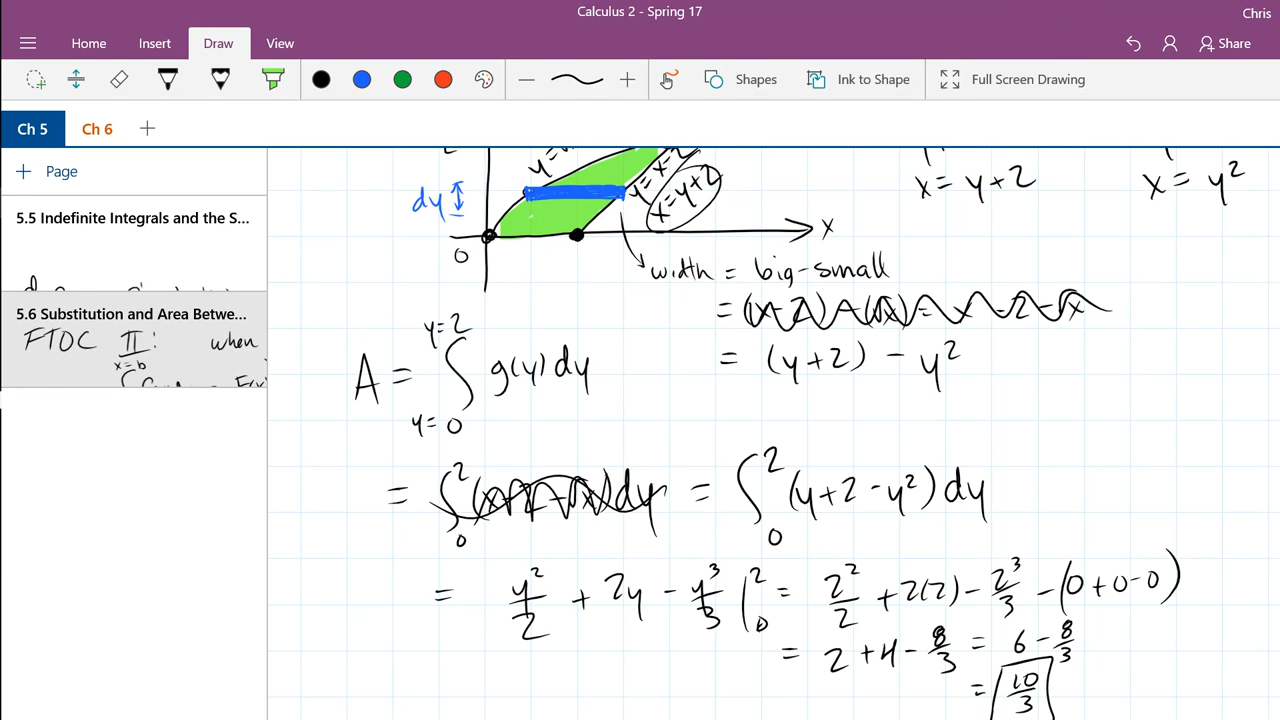 Calculus 2 - Spring 17
Chris
Home Insert Draw View
Share
Shapes Ink to Shape Full Screen Drawing
Ch 5 Ch 6
Page
5.5 Indefinite Integrals and the S...
5.6 Substitution and Area Betwe...
FTOC II: when
x=b
dy
y=x-2
x=y+2
x = y+2
x = y²
0
x
width = big-small
= (y+2) - y²
y=2
A = ∫ g(y)dy
y=0
= = ∫₀² (y+2-y²)dy
= y²/2 + 2y - y³/3 |₀² = 2²/2 + 2(2) - 2³/3 - (0+0-0)
= 2+4-8/3 = 6-8/3
= 10/3